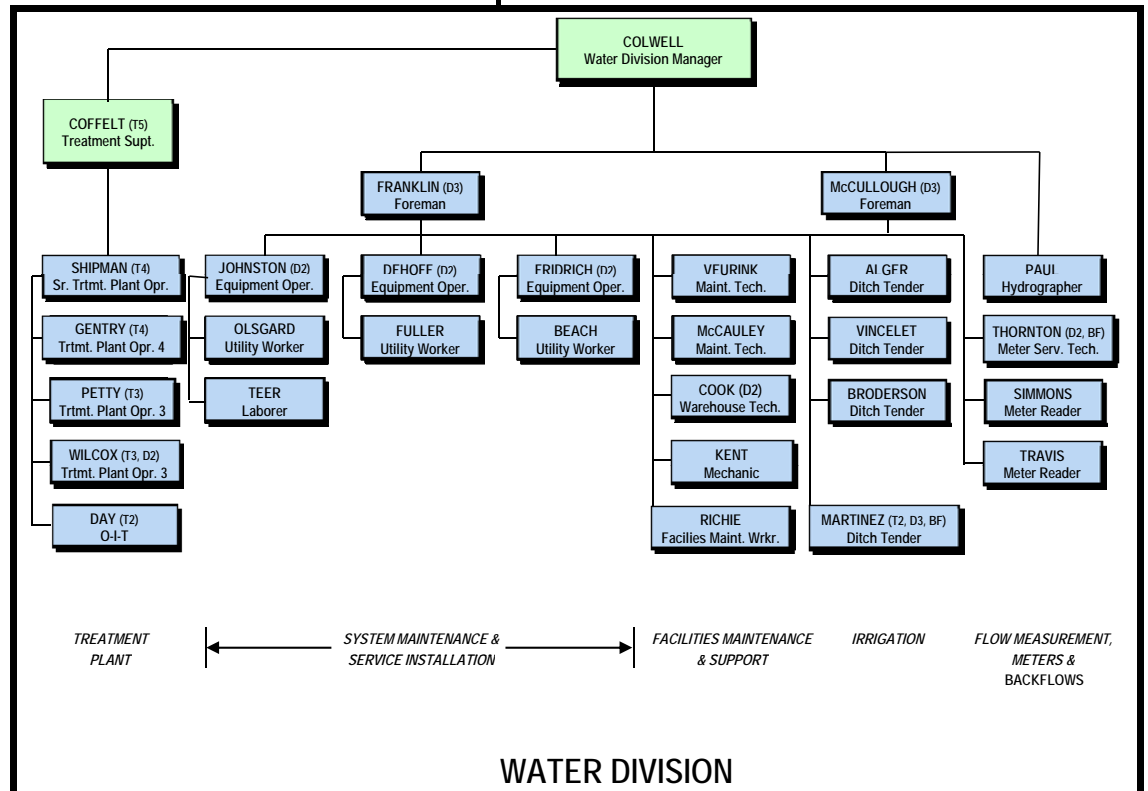 COLWELL
Water Division Manager
COFFELT (T5)
Treatment Supt.
FRANKLIN (D3)
Foreman
McCULLOUGH (D3)
Foreman
SHIPMAN (T4)
Sr. Trtmt. Plant Opr.
GENTRY (T4)
Trtmt. Plant Opr. 4
PETTY (T3)
Trtmt. Plant Opr. 3
WILCOX (T3, D2)
Trtmt. Plant Opr. 3
DAY (T2)
O-I-T
JOHNSTON (D2)
Equipment Oper.
OLSGARD
Utility Worker
TEER
Laborer
DEHOFF (D2)
Equipment Oper.
FULLER
Utility Worker
FRIDRICH (D2)
Equipment Oper.
BEACH
Utility Worker
VEURINK
Maint. Tech.
McCAULEY
Maint. Tech.
COOK (D2)
Warehouse Tech.
KENT
Mechanic
RICHIE
Facilies Maint. Wrkr.
ALGER
Ditch Tender
VINCELET
Ditch Tender
BRODERSON
Ditch Tender
MARTINEZ (T2, D3, BF)
Ditch Tender
PAUL
Hydrographer
THORNTON (D2, BF)
Meter Serv. Tech.
SIMMONS
Meter Reader
TRAVIS
Meter Reader
TREATMENT
PLANT
SYSTEM MAINTENANCE &
SERVICE INSTALLATION
FACILITIES MAINTENANCE
& SUPPORT
IRRIGATION
FLOW MEASUREMENT,
METERS &
BACKFLOWS
WATER DIVISION